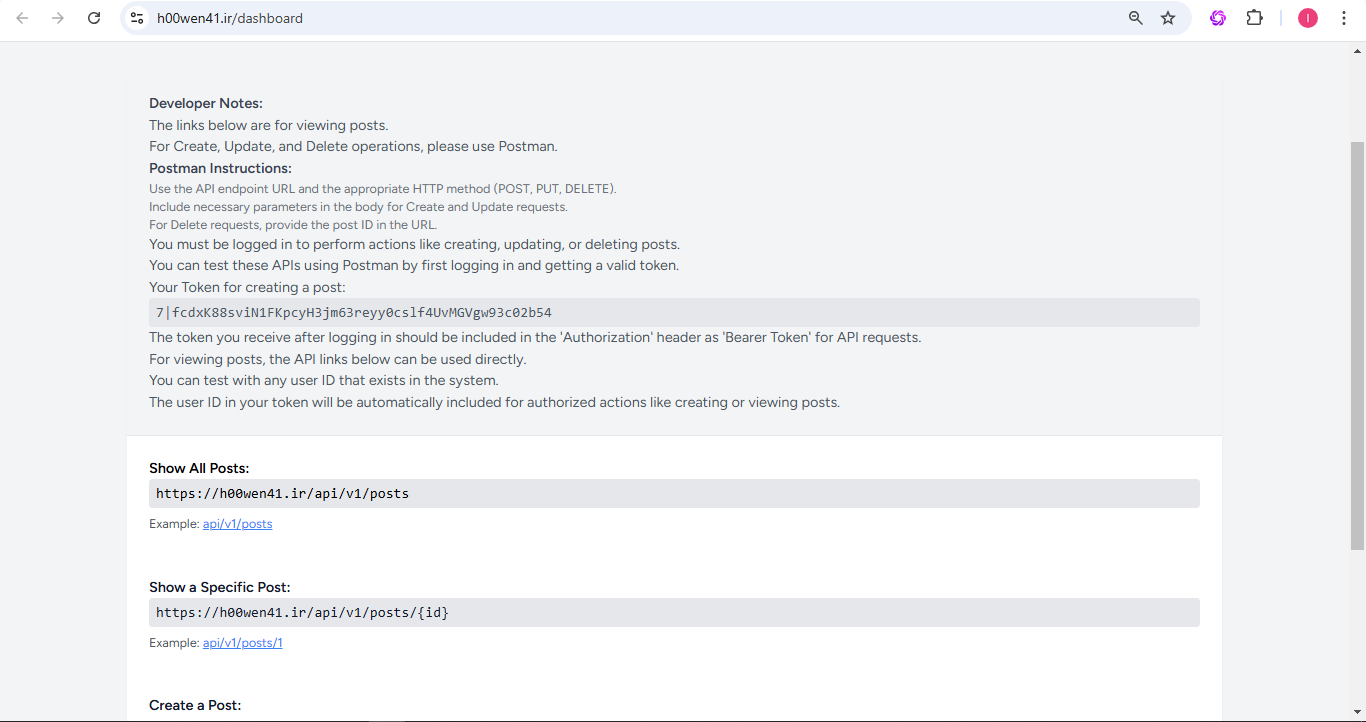 h00wen41.ir/dashboard
I
Developer Notes:
The links below are for viewing posts.
For Create, Update, and Delete operations, please use Postman.
Postman Instructions:
Use the API endpoint URL and the appropriate HTTP method (POST, PUT, DELETE).
Include necessary parameters in the body for Create and Update requests.
For Delete requests, provide the post ID in the URL.
You must be logged in to perform actions like creating, updating, or deleting posts.
You can test these APIs using Postman by first logging in and getting a valid token.
Your Token for creating a post:
7|fcdxK88sviN1FKpcyH3jm63reyy0cslf4UvMGVgw93c02b54
The token you receive after logging in should be included in the 'Authorization' header as 'Bearer Token' for API requests.
For viewing posts, the API links below can be used directly.
You can test with any user ID that exists in the system.
The user ID in your token will be automatically included for authorized actions like creating or viewing posts.
Show All Posts:
https://h00wen41.ir/api/v1/posts
Example: api/v1/posts
Show a Specific Post:
https://h00wen41.ir/api/v1/posts/{id}
Example: api/v1/posts/1
Create a Post: